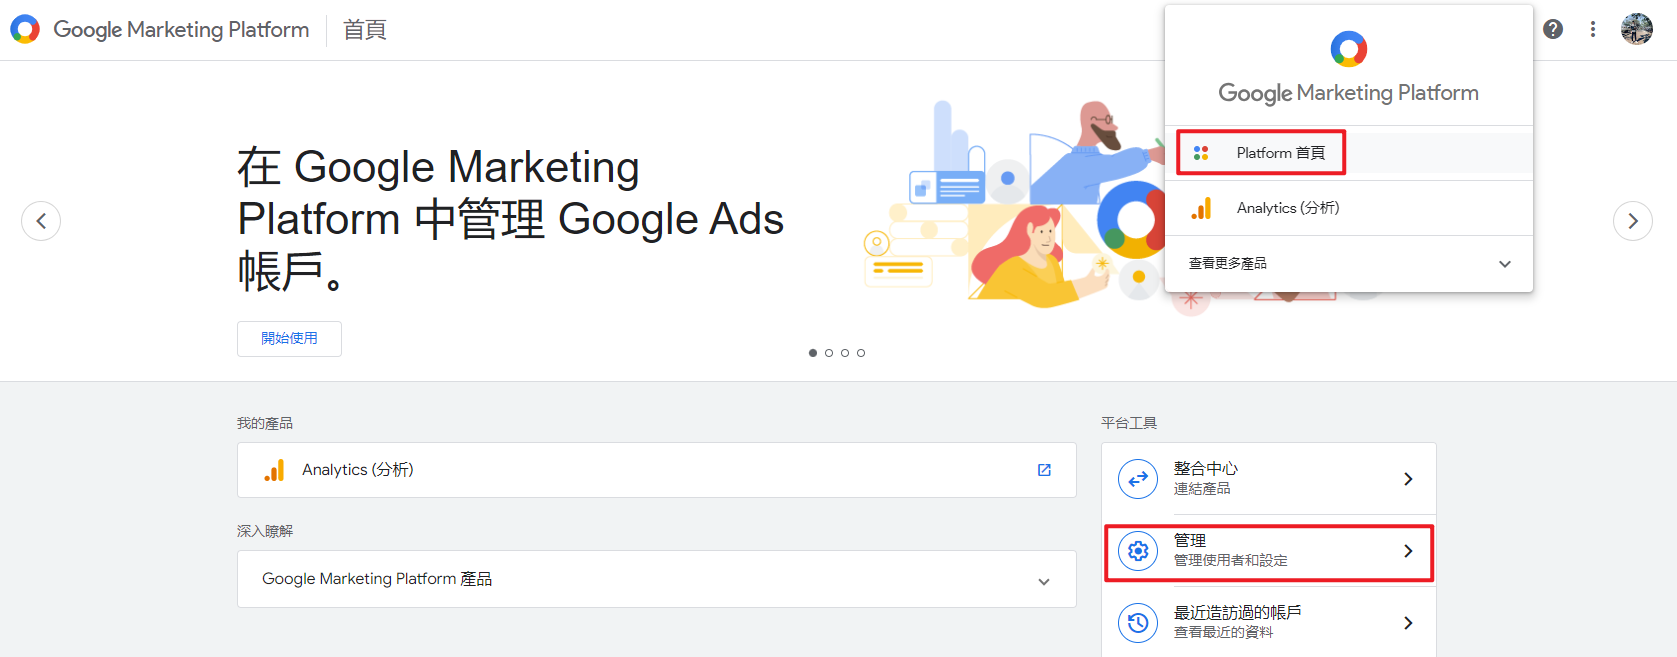 Google Marketing Platform
首頁
Google Marketing Platform
Platform 首頁
Analytics (分析)
查看更多產品
在 Google Marketing
Platform 中管理 Google Ads
帳戶。
開始使用
我的產品
Analytics (分析)
深入瞭解
Google Marketing Platform 產品
平台工具
整合中心
連結產品
管理
管理使用者和設定
最近造訪過的帳戶
查看最近的資料